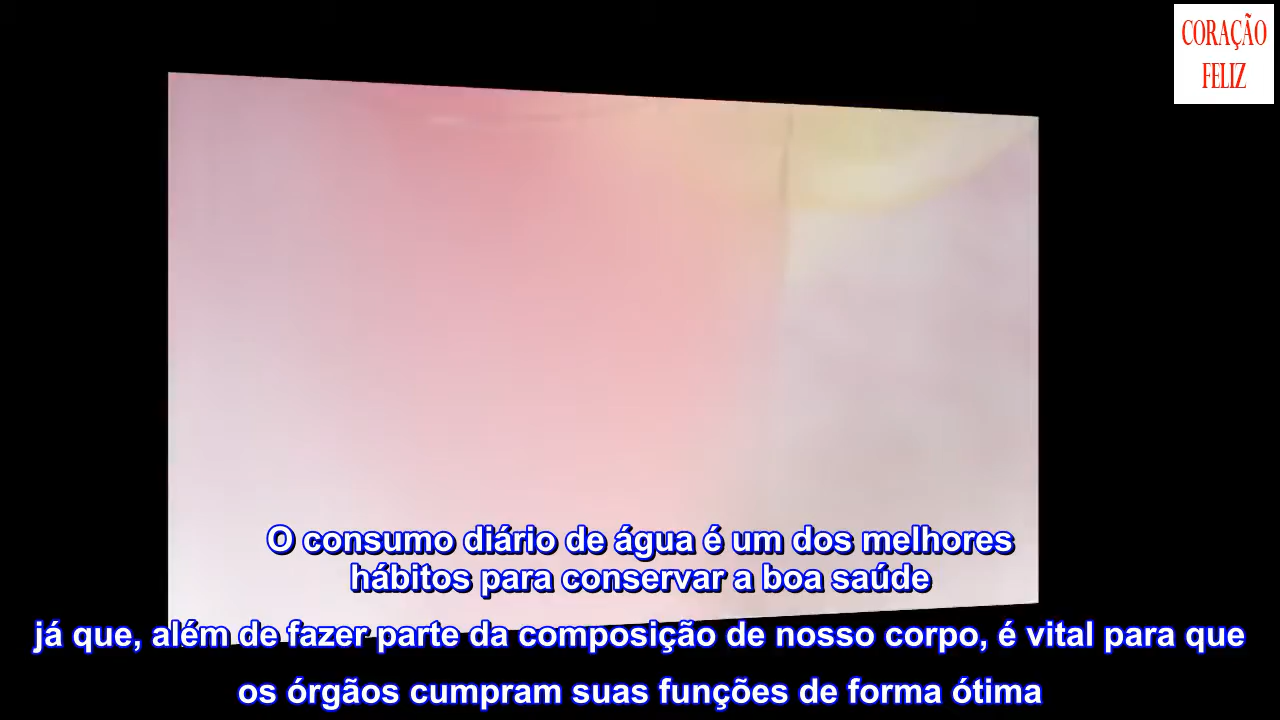 CORAÇÃO
FELIZ
O consumo diário de água é um dos melhores
hábitos para conservar a boa saúde
já que, além de fazer parte da composição de nosso corpo, é vital para que
os órgãos cumpram suas funções de forma ótima